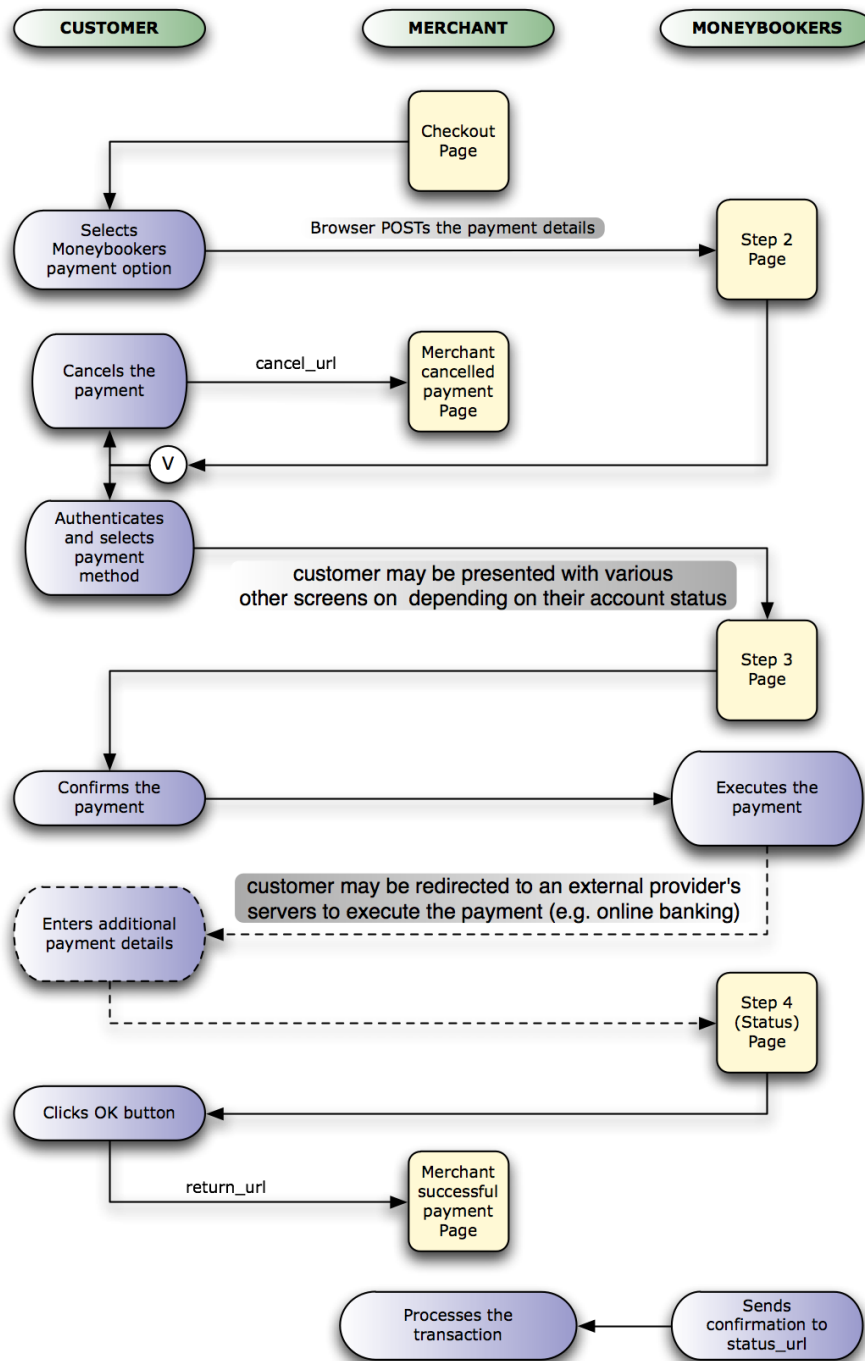 CUSTOMER
MERCHANT
MONEYBOOKERS
Checkout
Page
Selects
Moneybookers
payment option
Browser POSTs the payment details
Step 2
Page
Cancels the
payment
cancel_url
Merchant
cancelled
payment
Page
V
Authenticates
and selects
payment
method
customer may be presented with various
other screens on depending on their account status
Step 3
Page
Confirms the
payment
Executes the
payment
customer may be redirected to an external provider's
servers to execute the payment (e.g. online banking)
Enters additional
payment details
Step 4
(Status)
Page
Clicks OK button
return_url
Merchant
successful
payment
Page
Processes the
transaction
Sends
confirmation to
status_url